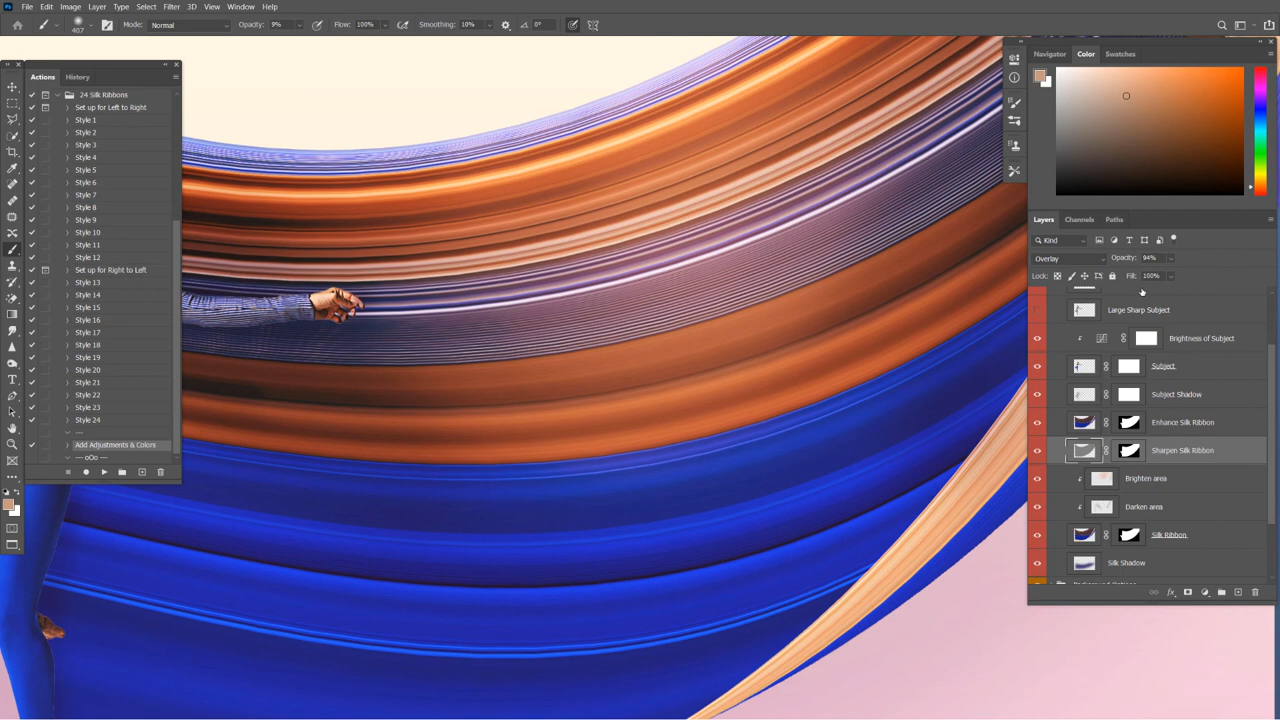 Ps File Edit Image Layer Type Select Filter 3D View Window Help
407 Mode: Normal Opacity: 9% Flow: 100% Smoothing: 10% 0°
Actions History
24 Silk Ribbons
Set up for Left to Right
Style 1
Style 2
Style 3
Style 4
Style 5
Style 6
Style 7
Style 8
Style 9
Style 10
Style 11
Style 12
Set up for Right to Left
Style 13
Style 14
Style 15
Style 16
Style 17
Style 18
Style 19
Style 20
Style 21
Style 22
Style 23
Style 24
---
Add Adjustments & Colors
--- oOo ---
Navigator Color Swatches
Layers Channels Paths
Kind
Overlay Opacity: 94%
Lock: Fill: 100%
Large Sharp Subject
Brightness of Subject
Subject
Subject Shadow
Enhance Silk Ribbon
Sharpen Silk Ribbon
Brighten area
Darken area
Silk Ribbon
Silk Shadow
fx